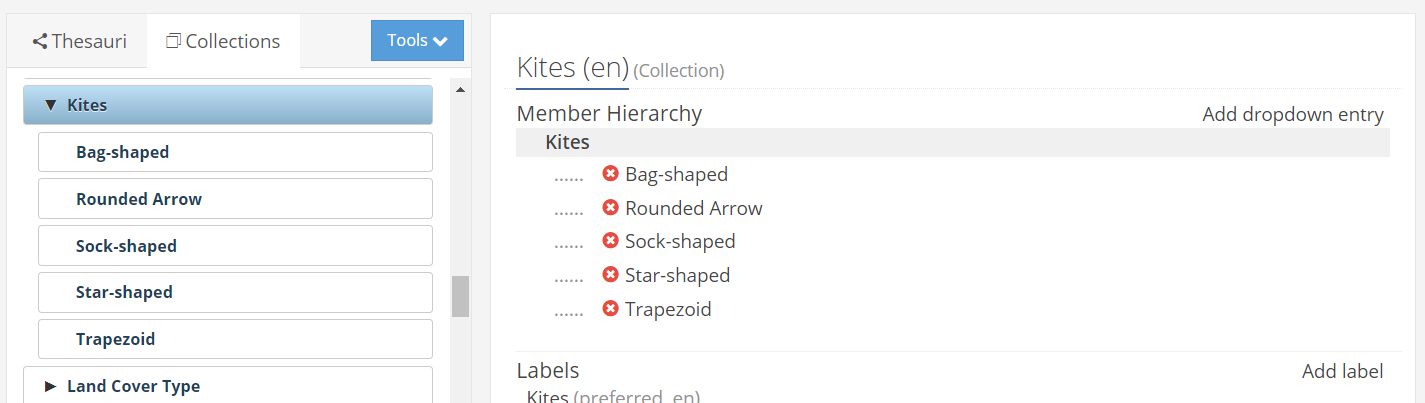 Thesauri
Collections
Tools
Kites
Bag-shaped
Rounded Arrow
Sock-shaped
Star-shaped
Trapezoid
Land Cover Type
Kites (en) (Collection)
Member Hierarchy
Add dropdown entry
Kites
...... Bag-shaped
...... Rounded Arrow
...... Sock-shaped
...... Star-shaped
...... Trapezoid
Labels
Add label
Kites (preferred, en)